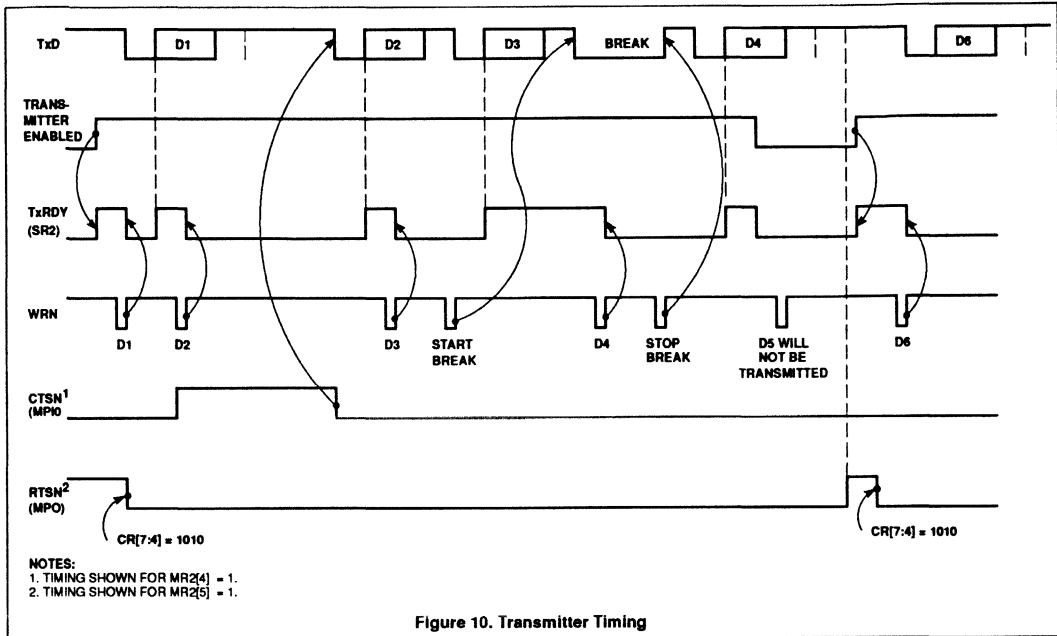 TxD
D1
D2
D3
BREAK
D4
D6
TRANS-
MITTER
ENABLED
TxRDY
(SR2)
WRN
D1
D2
D3
START
BREAK
D4
STOP
BREAK
D5 WILL
NOT BE
TRANSMITTED
D6
CTSN1
(MPI0
RTSN2
(MPO)
CR[7:4] = 1010
CR[7:4] = 1010
NOTES:
1. TIMING SHOWN FOR MR2[4] = 1.
2. TIMING SHOWN FOR MR2[5] = 1.
Figure 10. Transmitter Timing